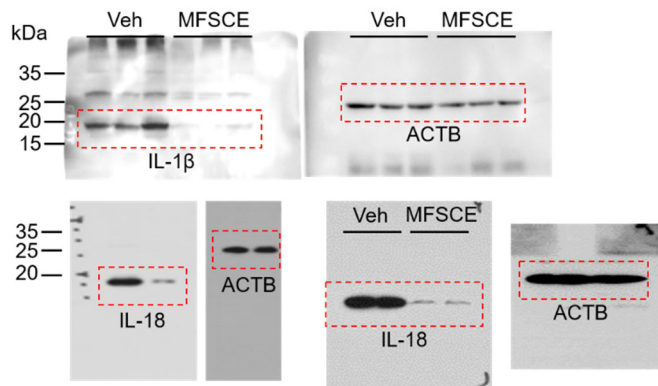 kDa
Veh MFSCE
35
25
20
15
IL-1β
Veh MFSCE
ACTB
35
25
20
IL-18
ACTB
Veh MFSCE
IL-18
ACTB